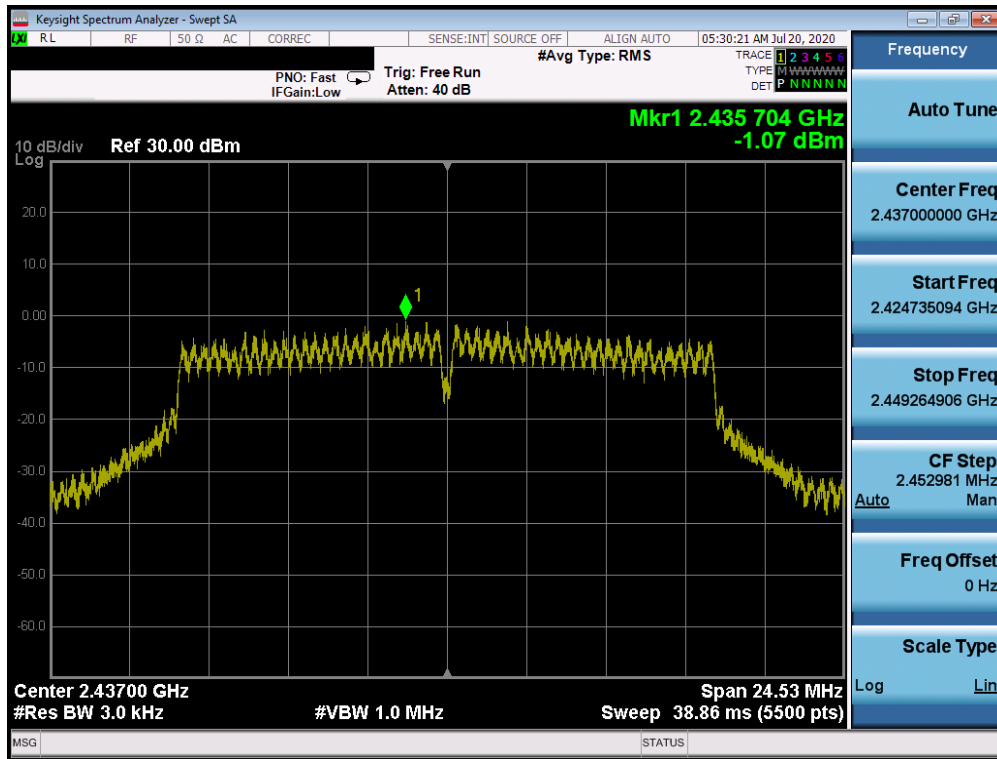 Keysight Spectrum Analyzer - Swept SA
LXI RL RF 50 Ω AC CORREC SENSE:INT SOURCE OFF ALIGN AUTO 05:30:21 AM Jul 20, 2020
#Avg Type: RMS TRACE 1 2 3 4 5 6
PNO: Fast Trig: Free Run TYPE M WWWWW
IFGain:Low Atten: 40 dB DET P N N N N N
Mkr1 2.435 704 GHz
-1.07 dBm
10 dB/div Ref 30.00 dBm
Log
20.0
10.0
0.00
1
-10.0
-20.0
-30.0
-40.0
-50.0
-60.0
Center 2.43700 GHz Span 24.53 MHz
#Res BW 3.0 kHz #VBW 1.0 MHz Sweep 38.86 ms (5500 pts)
MSG STATUS
Frequency
Auto Tune
Center Freq
2.437000000 GHz
Start Freq
2.424735094 GHz
Stop Freq
2.449264906 GHz
CF Step
2.452981 MHz
Auto Man
Freq Offset
0 Hz
Scale Type
Log Lin